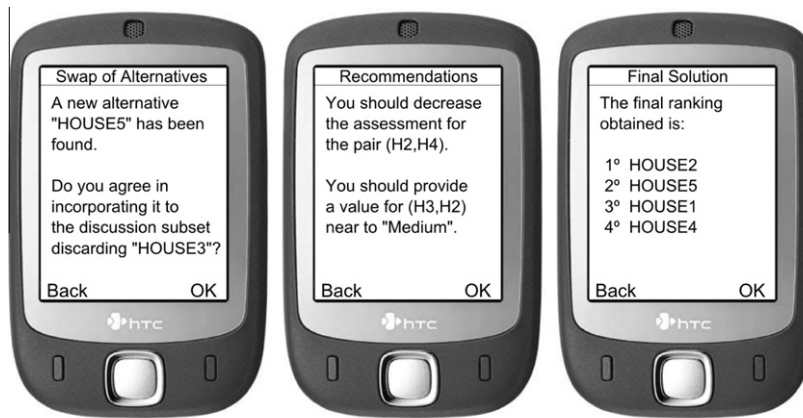 Swap of Alternatives
A new alternative
"HOUSE5" has been
found.
Do you agree in
incorporating it to
the discussion subset
discarding "HOUSE3"?
Back OK
htc
Recommendations
You should decrease
the assessment for
the pair (H2,H4).
You should provide
a value for (H3,H2)
near to "Medium".
Back OK
htc
Final Solution
The final ranking
obtained is:
1º HOUSE2
2º HOUSE5
3º HOUSE1
4º HOUSE4
Back OK
htc